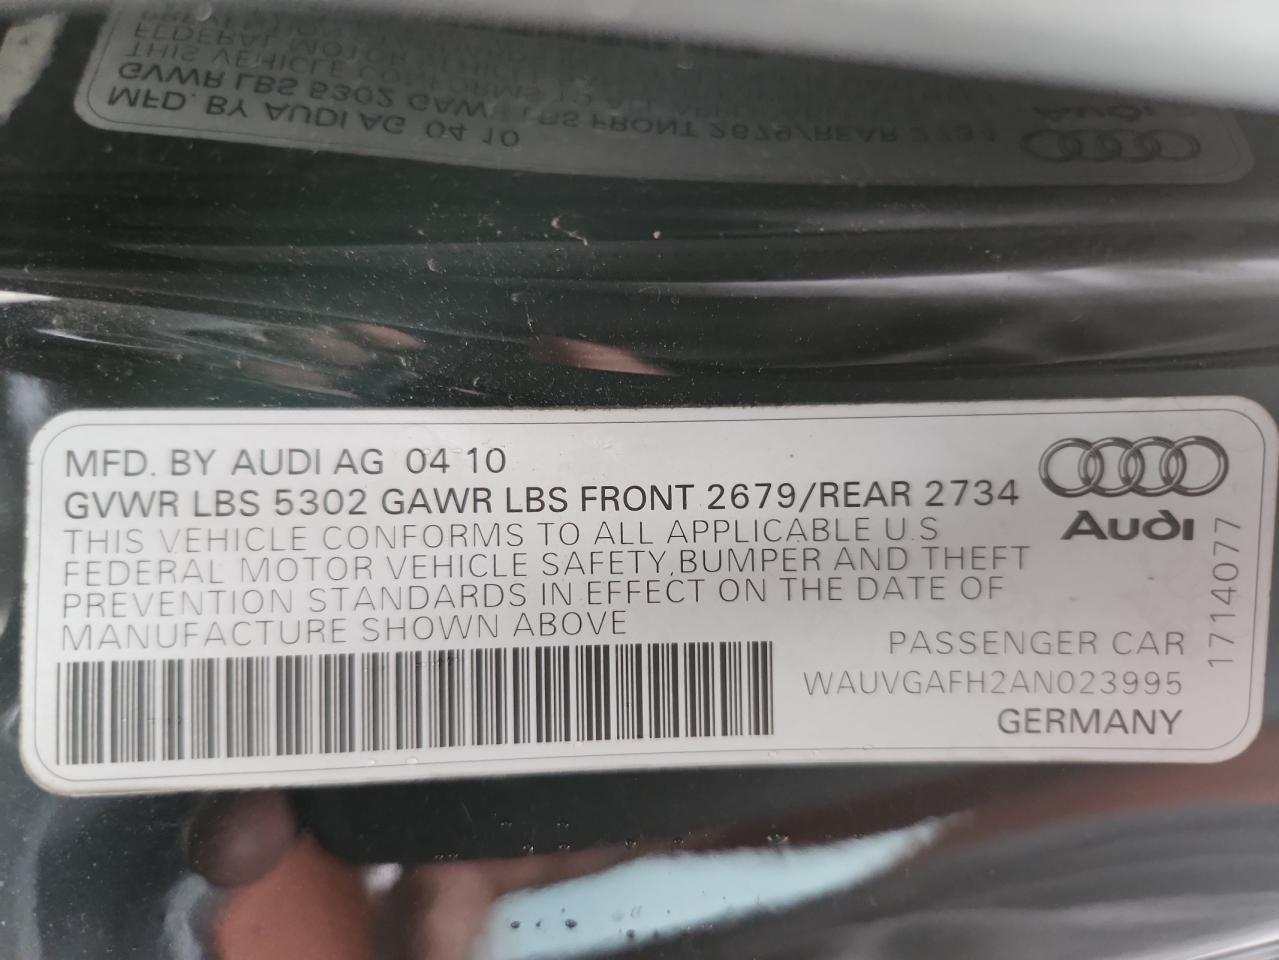 MFD. BY AUDI AG 04 10
GVWR LBS 5302 GAWR LBS FRONT 2679/REAR 2734
THIS VEHICLE CONFORMS TO ALL APPLICABLE U.S
FEDERAL MOTOR VEHICLE SAFETY, BUMPER AND THEFT
PREVENTION STANDARDS IN EFFECT ON THE DATE OF
MANUFACTURE SHOWN ABOVE
Audi
1714077
PASSENGER CAR
WAUVGAFH2AN023995
GERMANY